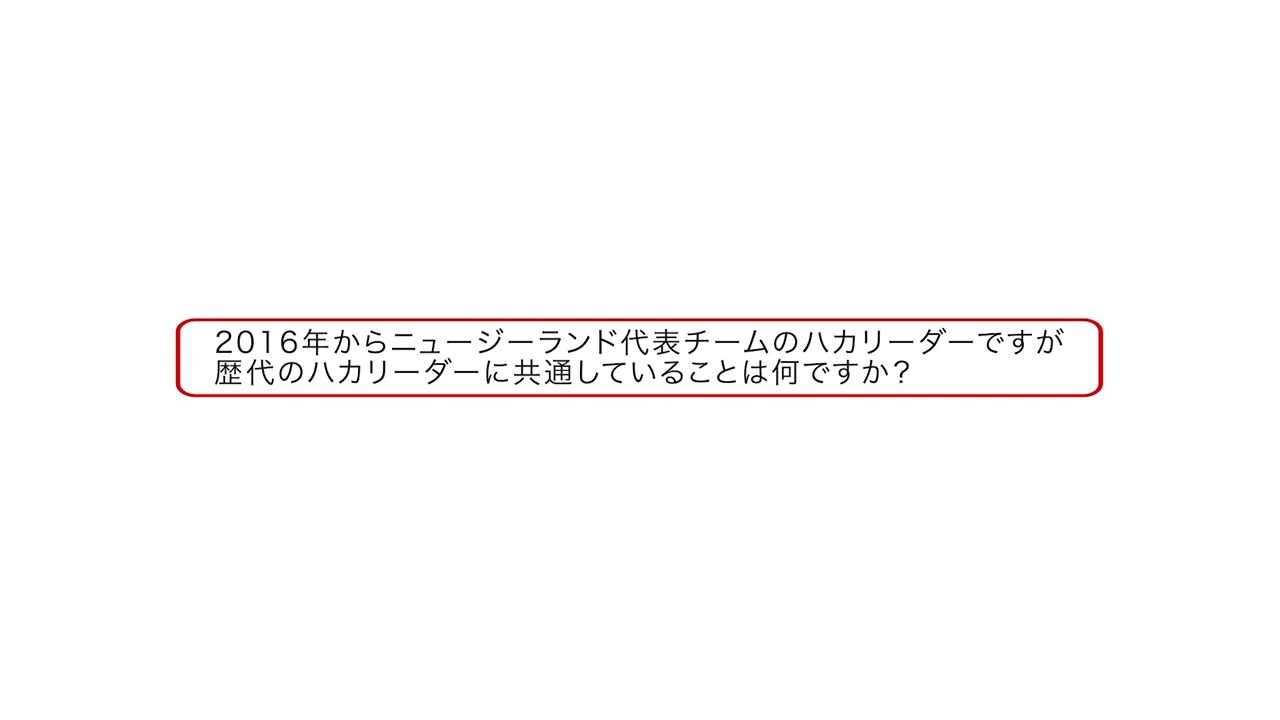 2016年からニュージーランド代表チームのハカリーダーですが
歴代のハカリーダーに共通していることは何ですか？